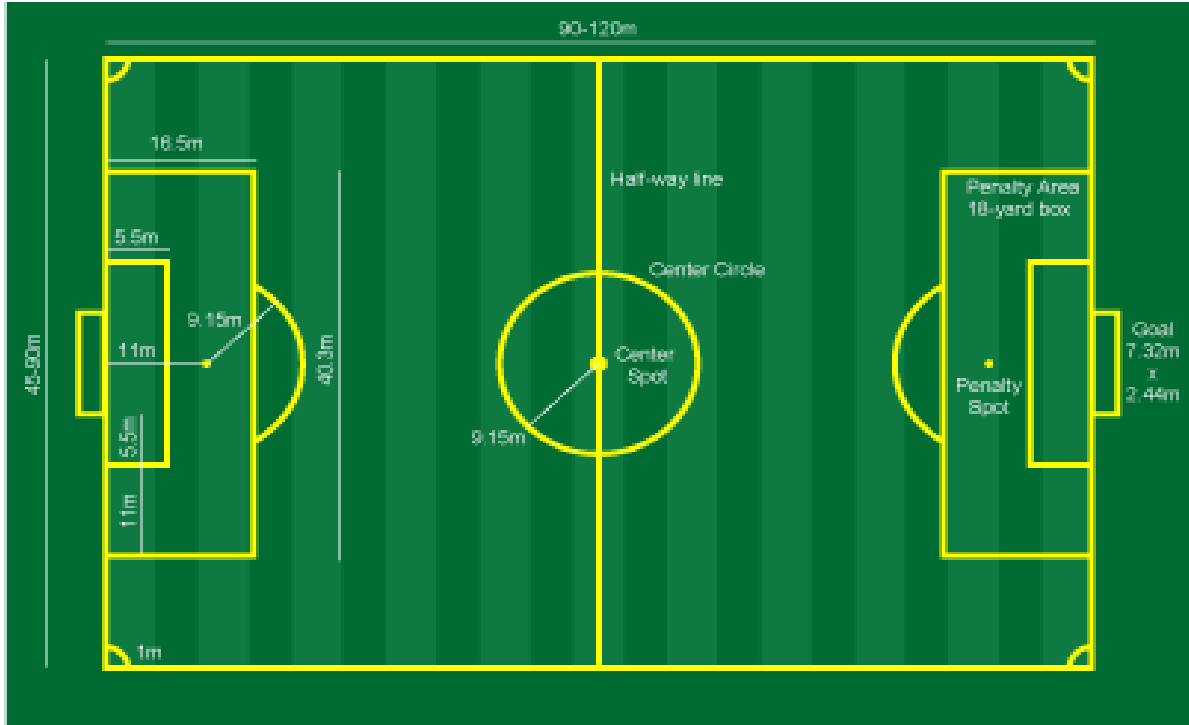 90-120m
16.5m
Half-way line
Penalty Area
18-yard box
5.5m
Center Circle
9.15m
11m
40.3m
45-90m
Center
Spot
Goal
7.32m
x
2.44m
Penalty
Spot
5.5m
9.15m
11m
1m